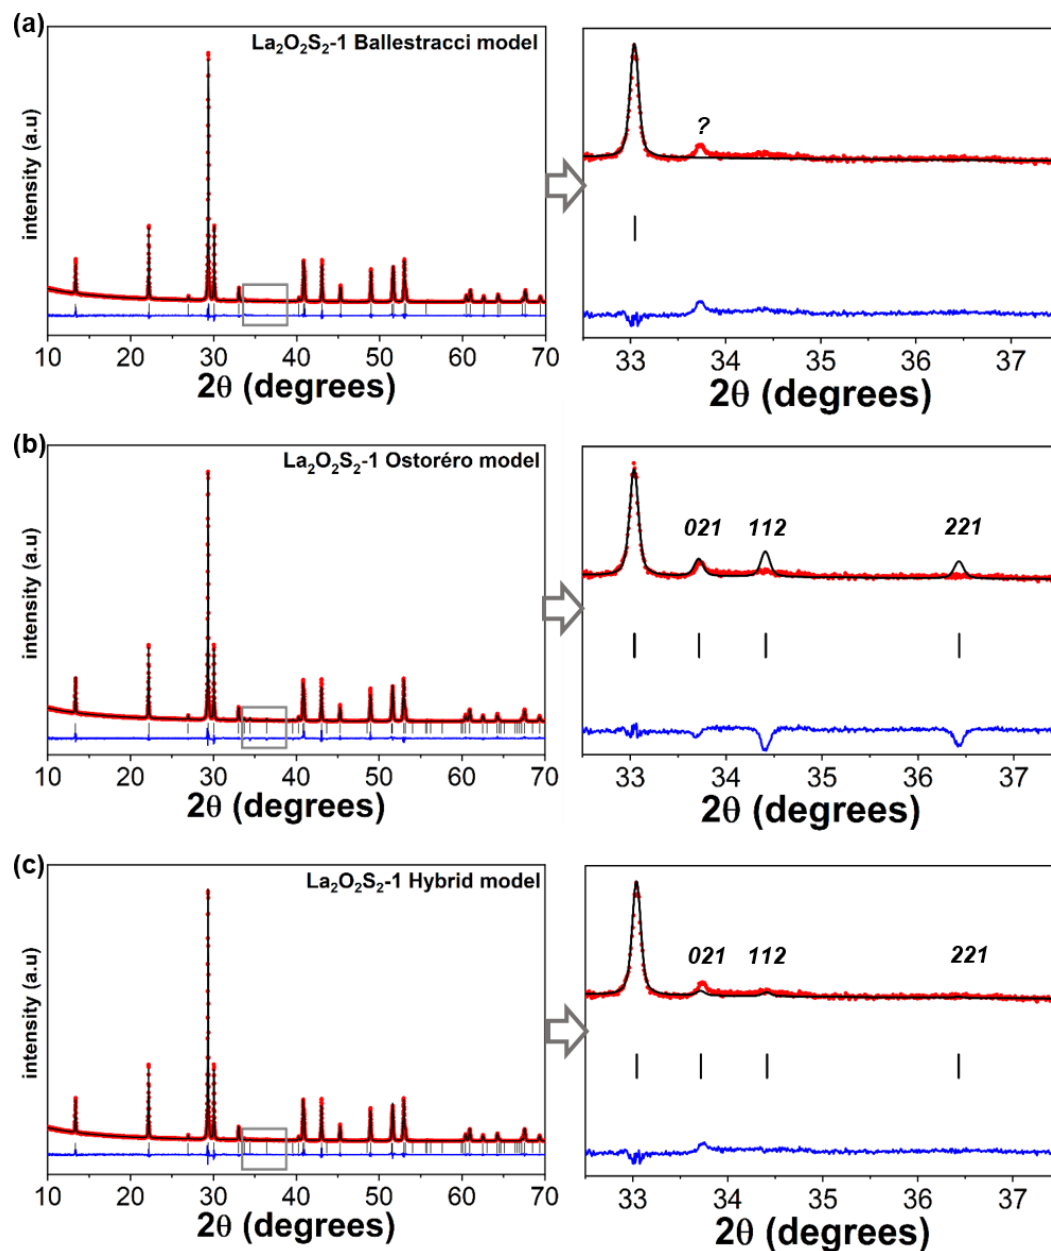 (a)
La₂O₂S₂-1 Ballestracci model
intensity (a.u)
10 20 30 40 50 60 70
2θ (degrees)
?
33 34 35 36 37
2θ (degrees)
(b)
La₂O₂S₂-1 Ostoréro model
intensity (a.u)
10 20 30 40 50 60 70
2θ (degrees)
021 112 221
33 34 35 36 37
2θ (degrees)
(c)
La₂O₂S₂-1 Hybrid model
intensity (a.u)
10 20 30 40 50 60 70
2θ (degrees)
021 112 221
33 34 35 36 37
2θ (degrees)